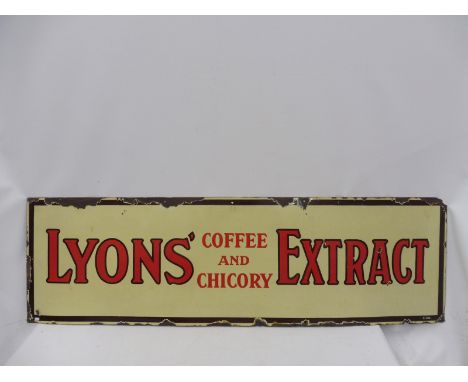 LYONS' COFFEE AND CHICORY EXTRACT